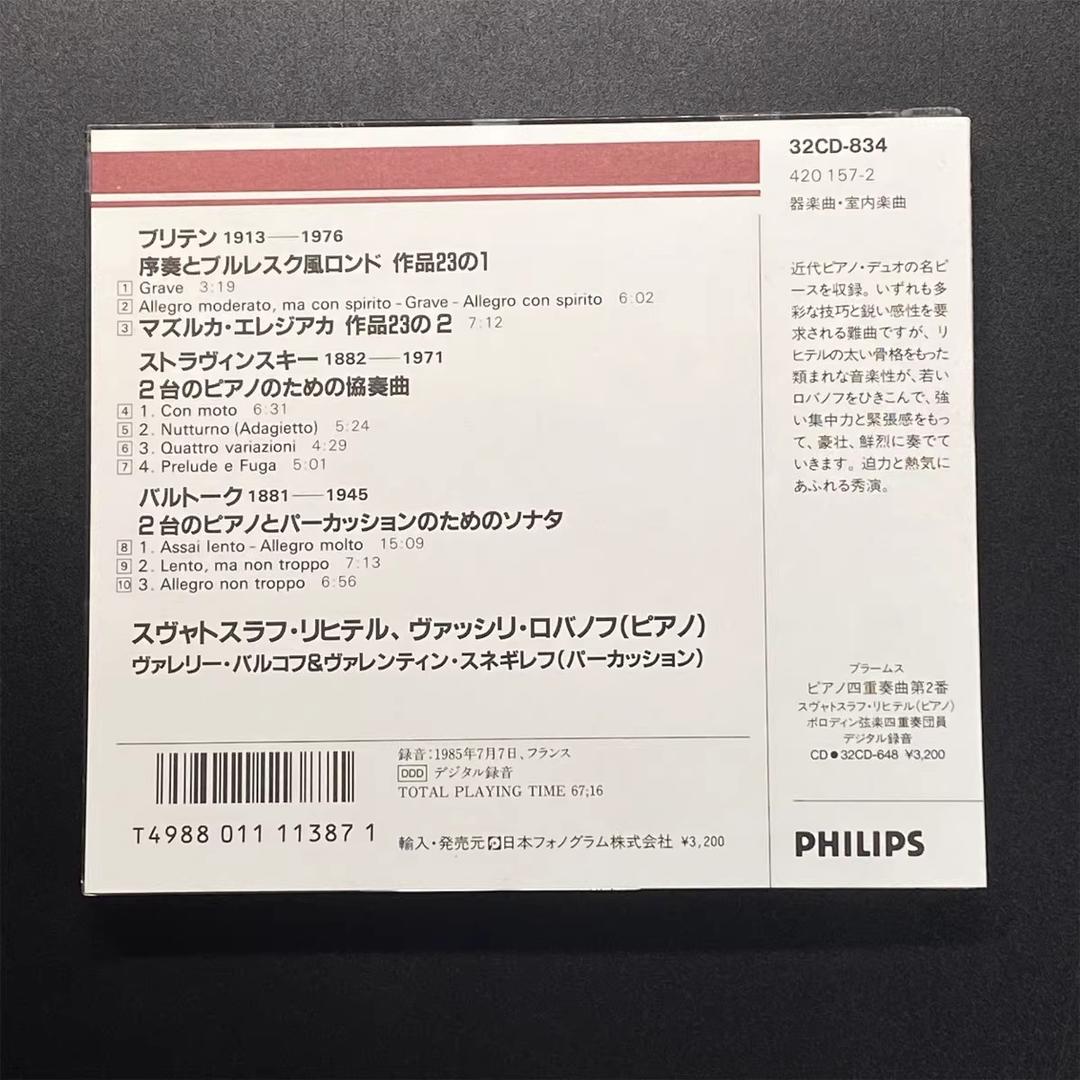 ブリテン 1913——1976
序奏とブルレスク風ロンド 作品23の1
1 Grave 3:19
2 Allegro moderato, ma con spirito – Grave – Allegro con spirito 6:02
3 マズルカ・エレジアカ 作品23の2 7:12
ストラヴィンスキー 1882——1971
2台のピアノのための協奏曲
4 1. Con moto 6:31
5 2. Nutturno (Adagietto) 5:24
6 3. Quattro variazioni 4:29
7 4. Prelude e Fuga 5:01
バルトーク 1881——1945
2台のピアノとパーカッションのためのソナタ
8 1. Assai lento – Allegro molto 15:09
9 2. Lento, ma non troppo 7:13
10 3. Allegro non troppo 6:56
スヴャトスラフ・リヒテル、ヴァッシリ・ロバノフ(ピアノ)
ヴァレリー・バルコフ&ヴァレンティン・スネギレフ(パーカッション)
T4988 011 11387 1
録音:1985年7月7日、フランス
DDD デジタル録音
TOTAL PLAYING TIME 67;16
輸入・発売元 日本フォノグラム株式会社 ¥3,200
32CD-834
420 157-2
器楽曲・室内楽曲
近代ピアノ・デュオの名ピ
ースを収録。いずれも多
彩な技巧と鋭い感性を要
求される難曲ですが、リ
ヒテルの太い骨格をもった
類まれな音楽性が、若い
ロバノフをひきこんで、強
い集中力と緊張感をもっ
て、豪壮、鮮烈に奏でて
いきます。迫力と熱気に
あふれる秀演。
ブラームス
ピアノ四重奏曲第2番
スヴャトスラフ・リヒテル(ピアノ)
ボロディン弦楽四重奏団員
デジタル録音
CD●32CD-648 ¥3,200
PHILIPS